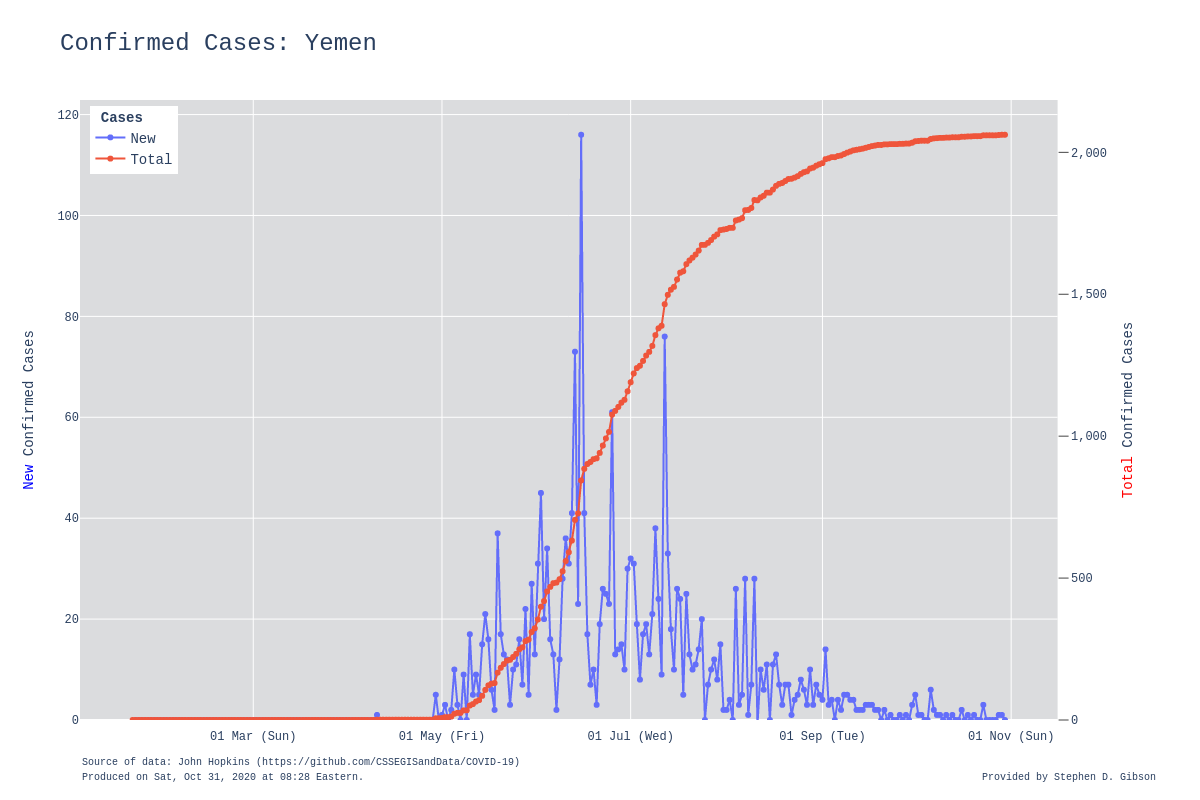 Confirmed Cases: Yemen
Cases
New
Total
120
100
80
60
40
20
0
2,000
1,500
1,000
500
0
New Confirmed Cases
Total Confirmed Cases
01 Mar (Sun)
01 May (Fri)
01 Jul (Wed)
01 Sep (Tue)
01 Nov (Sun)
Source of data: John Hopkins (https://github.com/CSSEGISandData/COVID-19)
Produced on Sat, Oct 31, 2020 at 08:28 Eastern.
Provided by Stephen D. Gibson